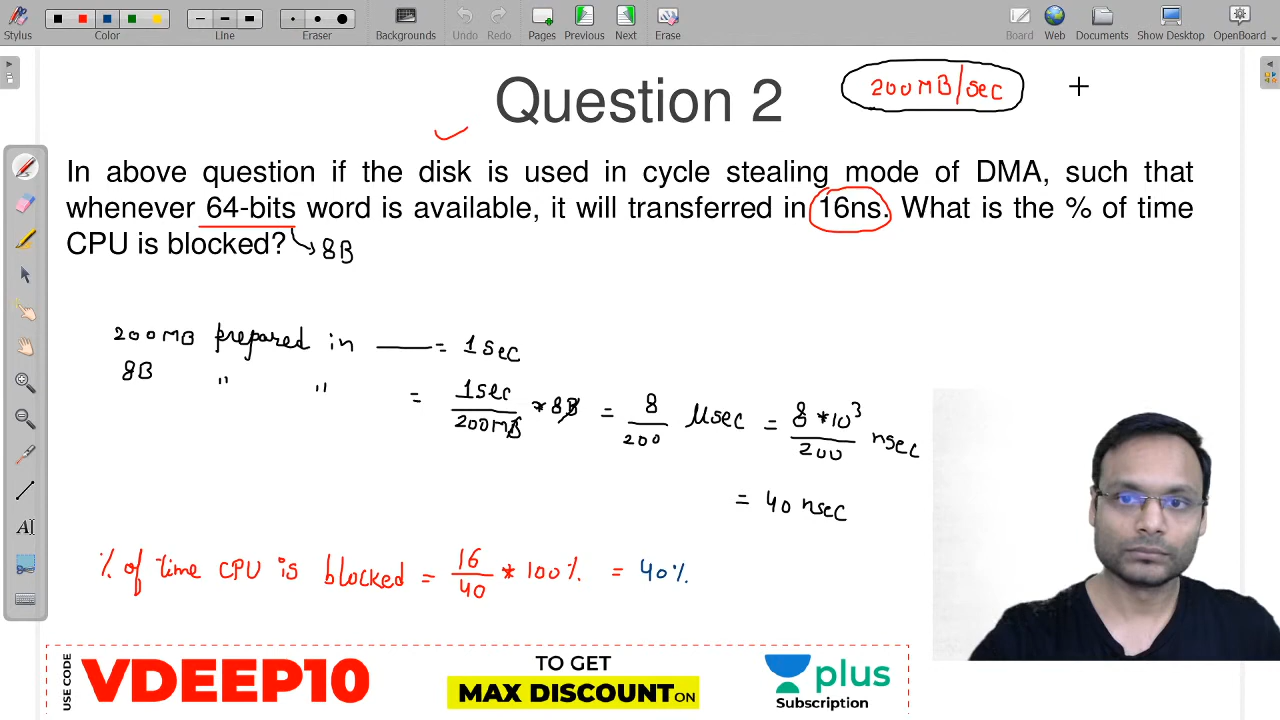 Stylus Color Line Eraser Backgrounds Undo Redo Pages Previous Next Erase Board Web Documents Show Desktop OpenBoard
Question 2
200MB/sec
In above question if the disk is used in cycle stealing mode of DMA, such that
whenever 64-bits word is available, it will transferred in 16ns. What is the % of time
CPU is blocked?
8B
200MB prepared in —— = 1sec
8B " " = 1sec/200MB * 8B = 8/200 μsec = 8*10³/200 nsec
= 40 nsec
% of time CPU is blocked = 16/40 * 100% = 40%
USE CODE
VDEEP10
TO GET
MAX DISCOUNT ON
plus
Subscription